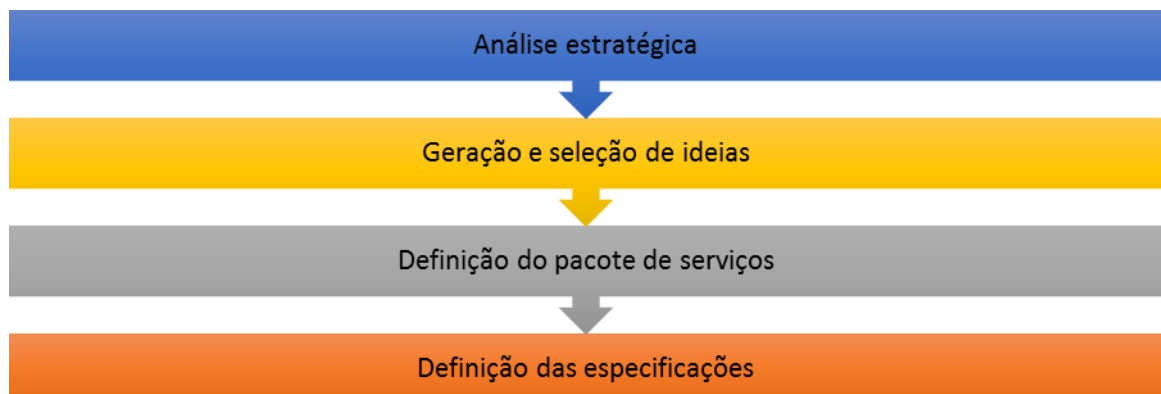 Análise estratégica
Geração e seleção de ideias
Definição do pacote de serviços
Definição das especificações